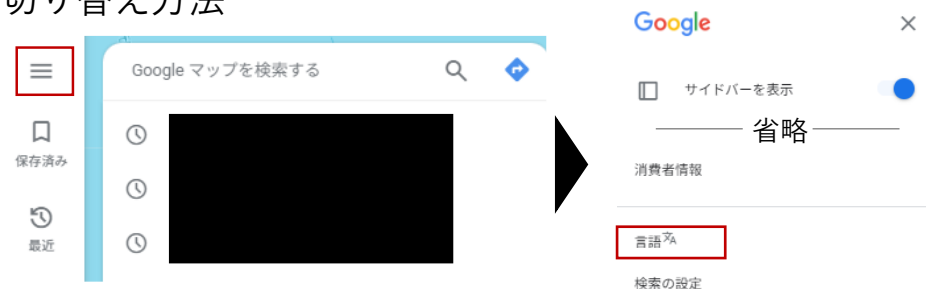 切り替え方法
Google マップを検索する
保存済み
最近
Google
サイドバーを表示
省略
消費者情報
言語
検索の設定